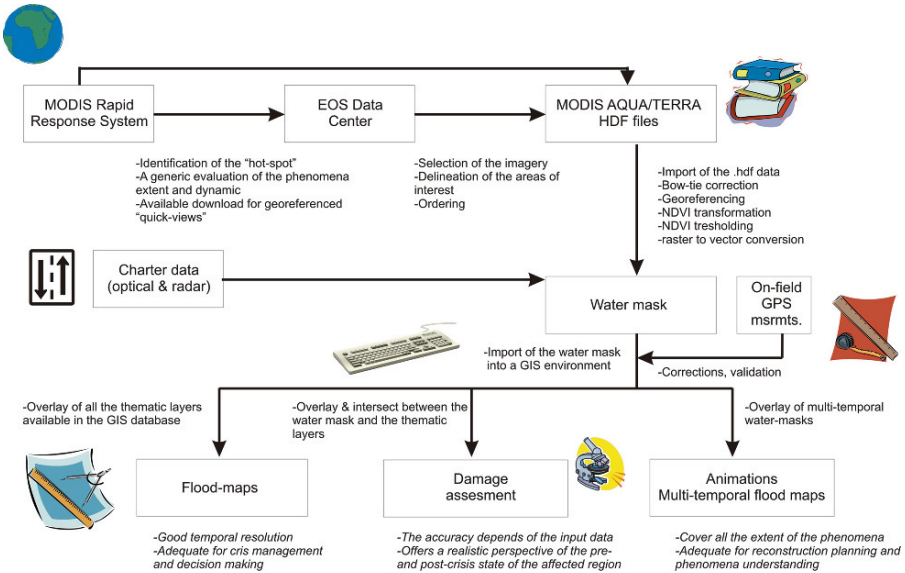 MODIS Rapid
Response System
EOS Data
Center
MODIS AQUA/TERRA
HDF files
-Identification of the “hot-spot”
-A generic evaluation of the phenomena
extent and dynamic
-Available download for georeferenced
“quick-views”
-Selection of the imagery
-Delineation of the areas of
interest
-Ordering
-Import of the .hdf data
-Bow-tie correction
-Georeferencing
-NDVI transformation
-NDVI tresholding
-raster to vector conversion
Charter data
(optical & radar)
Water mask
On-field
GPS
msrmts.
-Import of the water mask
into a GIS environment
-Corrections, validation
-Overlay of all the thematic layers
available in the GIS database
-Overlay & intersect between the
water mask and the thematic
layers
-Overlay of multi-temporal
water-masks
Flood-maps
Damage
assesment
Animations
Multi-temporal flood maps
-Good temporal resolution
-Adequate for cris management
and decision making
-The accuracy depends of the input data
-Offers a realistic perspective of the pre-
and post-crisis state of the affected region
-Cover all the extent of the phenomena
-Adequate for reconstruction planning and
phenomena understanding